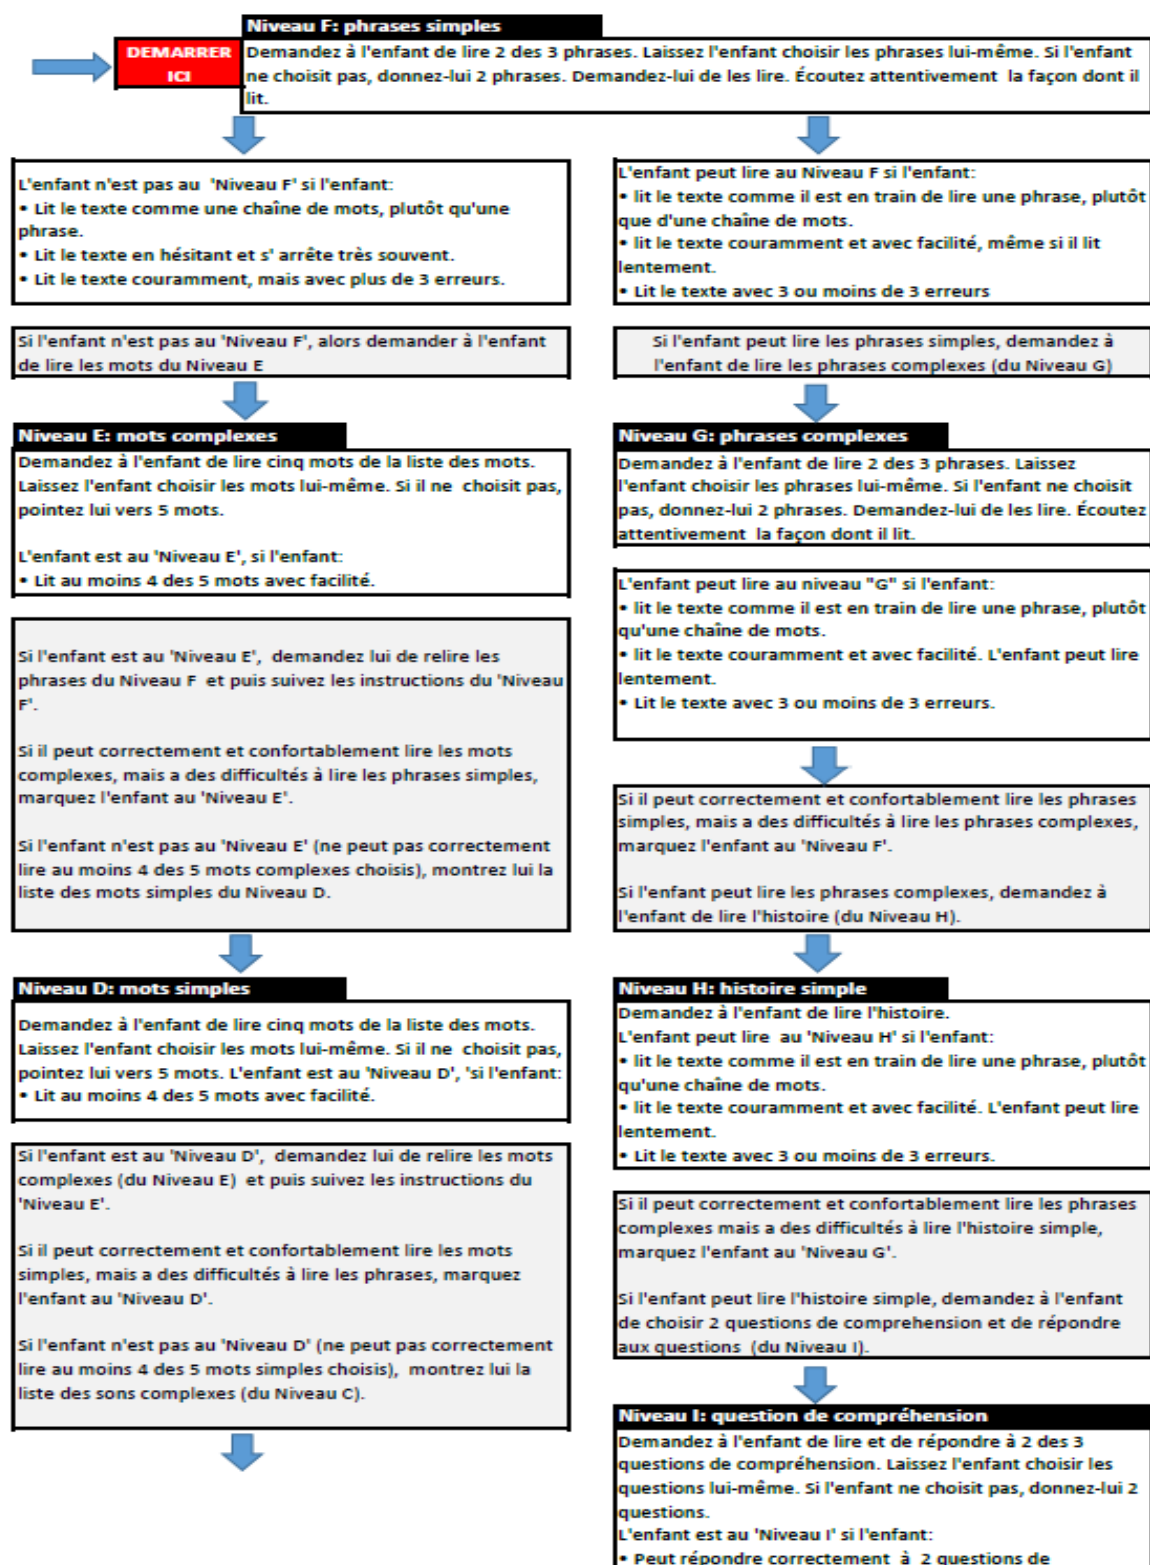 Niveau F: phrases simples
DEMARRER
ICI
Demandez à l'enfant de lire 2 des 3 phrases. Laissez l'enfant choisir les phrases lui-même. Si l'enfant
ne choisit pas, donnez-lui 2 phrases. Demandez-lui de les lire. Écoutez attentivement la façon dont il
lit.
L'enfant n'est pas au 'Niveau F' si l'enfant:
• Lit le texte comme une chaîne de mots, plutôt qu'une
phrase.
• Lit le texte en hésitant et s' arrête très souvent.
• Lit le texte couramment, mais avec plus de 3 erreurs.
Si l'enfant n'est pas au 'Niveau F', alors demander à l'enfant
de lire les mots du Niveau E
Niveau E: mots complexes
Demandez à l'enfant de lire cinq mots de la liste des mots.
Laissez l'enfant choisir les mots lui-même. Si il ne choisit pas,
pointez lui vers 5 mots.
L'enfant est au 'Niveau E', si l'enfant:
• Lit au moins 4 des 5 mots avec facilité.
Si l'enfant est au 'Niveau E', demandez lui de relire les
phrases du Niveau F et puis suivez les instructions du 'Niveau
F'.
Si il peut correctement et confortablement lire les mots
complexes, mais a des difficultés à lire les phrases simples,
marquez l'enfant au 'Niveau E'.
Si l'enfant n'est pas au 'Niveau E' (ne peut pas correctement
lire au moins 4 des 5 mots complexes choisis), montrez lui la
liste des mots simples du Niveau D.
Niveau D: mots simples
Demandez à l'enfant de lire cinq mots de la liste des mots.
Laissez l'enfant choisir les mots lui-même. Si il ne choisit pas,
pointez lui vers 5 mots. L'enfant est au 'Niveau D', 'si l'enfant:
• Lit au moins 4 des 5 mots avec facilité.
Si l'enfant est au 'Niveau D', demandez lui de relire les mots
complexes (du Niveau E) et puis suivez les instructions du
'Niveau E'.
Si il peut correctement et confortablement lire les mots
simples, mais a des difficultés à lire les phrases, marquez
l'enfant au 'Niveau D'.
Si l'enfant n'est pas au 'Niveau D' (ne peut pas correctement
lire au moins 4 des 5 mots simples choisis), montrez lui la
liste des sons complexes (du Niveau C).
L'enfant peut lire au Niveau F si l'enfant:
• lit le texte comme il est en train de lire une phrase, plutôt
que d'une chaîne de mots.
• lit le texte couramment et avec facilité, même si il lit
lentement.
• Lit le texte avec 3 ou moins de 3 erreurs
Si l'enfant peut lire les phrases simples, demandez à
l'enfant de lire les phrases complexes (du Niveau G)
Niveau G: phrases complexes
Demandez à l'enfant de lire 2 des 3 phrases. Laissez
l'enfant choisir les phrases lui-même. Si l'enfant ne choisit
pas, donnez-lui 2 phrases. Demandez-lui de les lire. Écoutez
attentivement la façon dont il lit.
L'enfant peut lire au niveau "G" si l'enfant:
• lit le texte comme il est en train de lire une phrase, plutôt
qu'une chaîne de mots.
• lit le texte couramment et avec facilité. L'enfant peut lire
lentement.
• Lit le texte avec 3 ou moins de 3 erreurs.
Si il peut correctement et confortablement lire les phrases
simples, mais a des difficultés à lire les phrases complexes,
marquez l'enfant au 'Niveau F'.
Si l'enfant peut lire les phrases complexes, demandez à
l'enfant de lire l'histoire (du Niveau H).
Niveau H: histoire simple
Demandez à l'enfant de lire l'histoire.
L'enfant peut lire au 'Niveau H' si l'enfant:
• lit le texte comme il est en train de lire une phrase, plutôt
qu'une chaîne de mots.
• lit le texte couramment et avec facilité. L'enfant peut lire
lentement.
• Lit le texte avec 3 ou moins de 3 erreurs.
Si il peut correctement et confortablement lire les phrases
complexes mais a des difficultés à lire l'histoire simple,
marquez l'enfant au 'Niveau G'.
Si l'enfant peut lire l'histoire simple, demandez à l'enfant
de choisir 2 questions de comprehension et de répondre
aux questions (du Niveau I).
Niveau I: question de compréhension
Demandez à l'enfant de lire et de répondre à 2 des 3
questions de compréhension. Laissez l'enfant choisir les
questions lui-même. Si l'enfant ne choisit pas, donnez-lui 2
questions.
L'enfant est au 'Niveau I' si l'enfant:
• Peut répondre correctement à 2 questions de